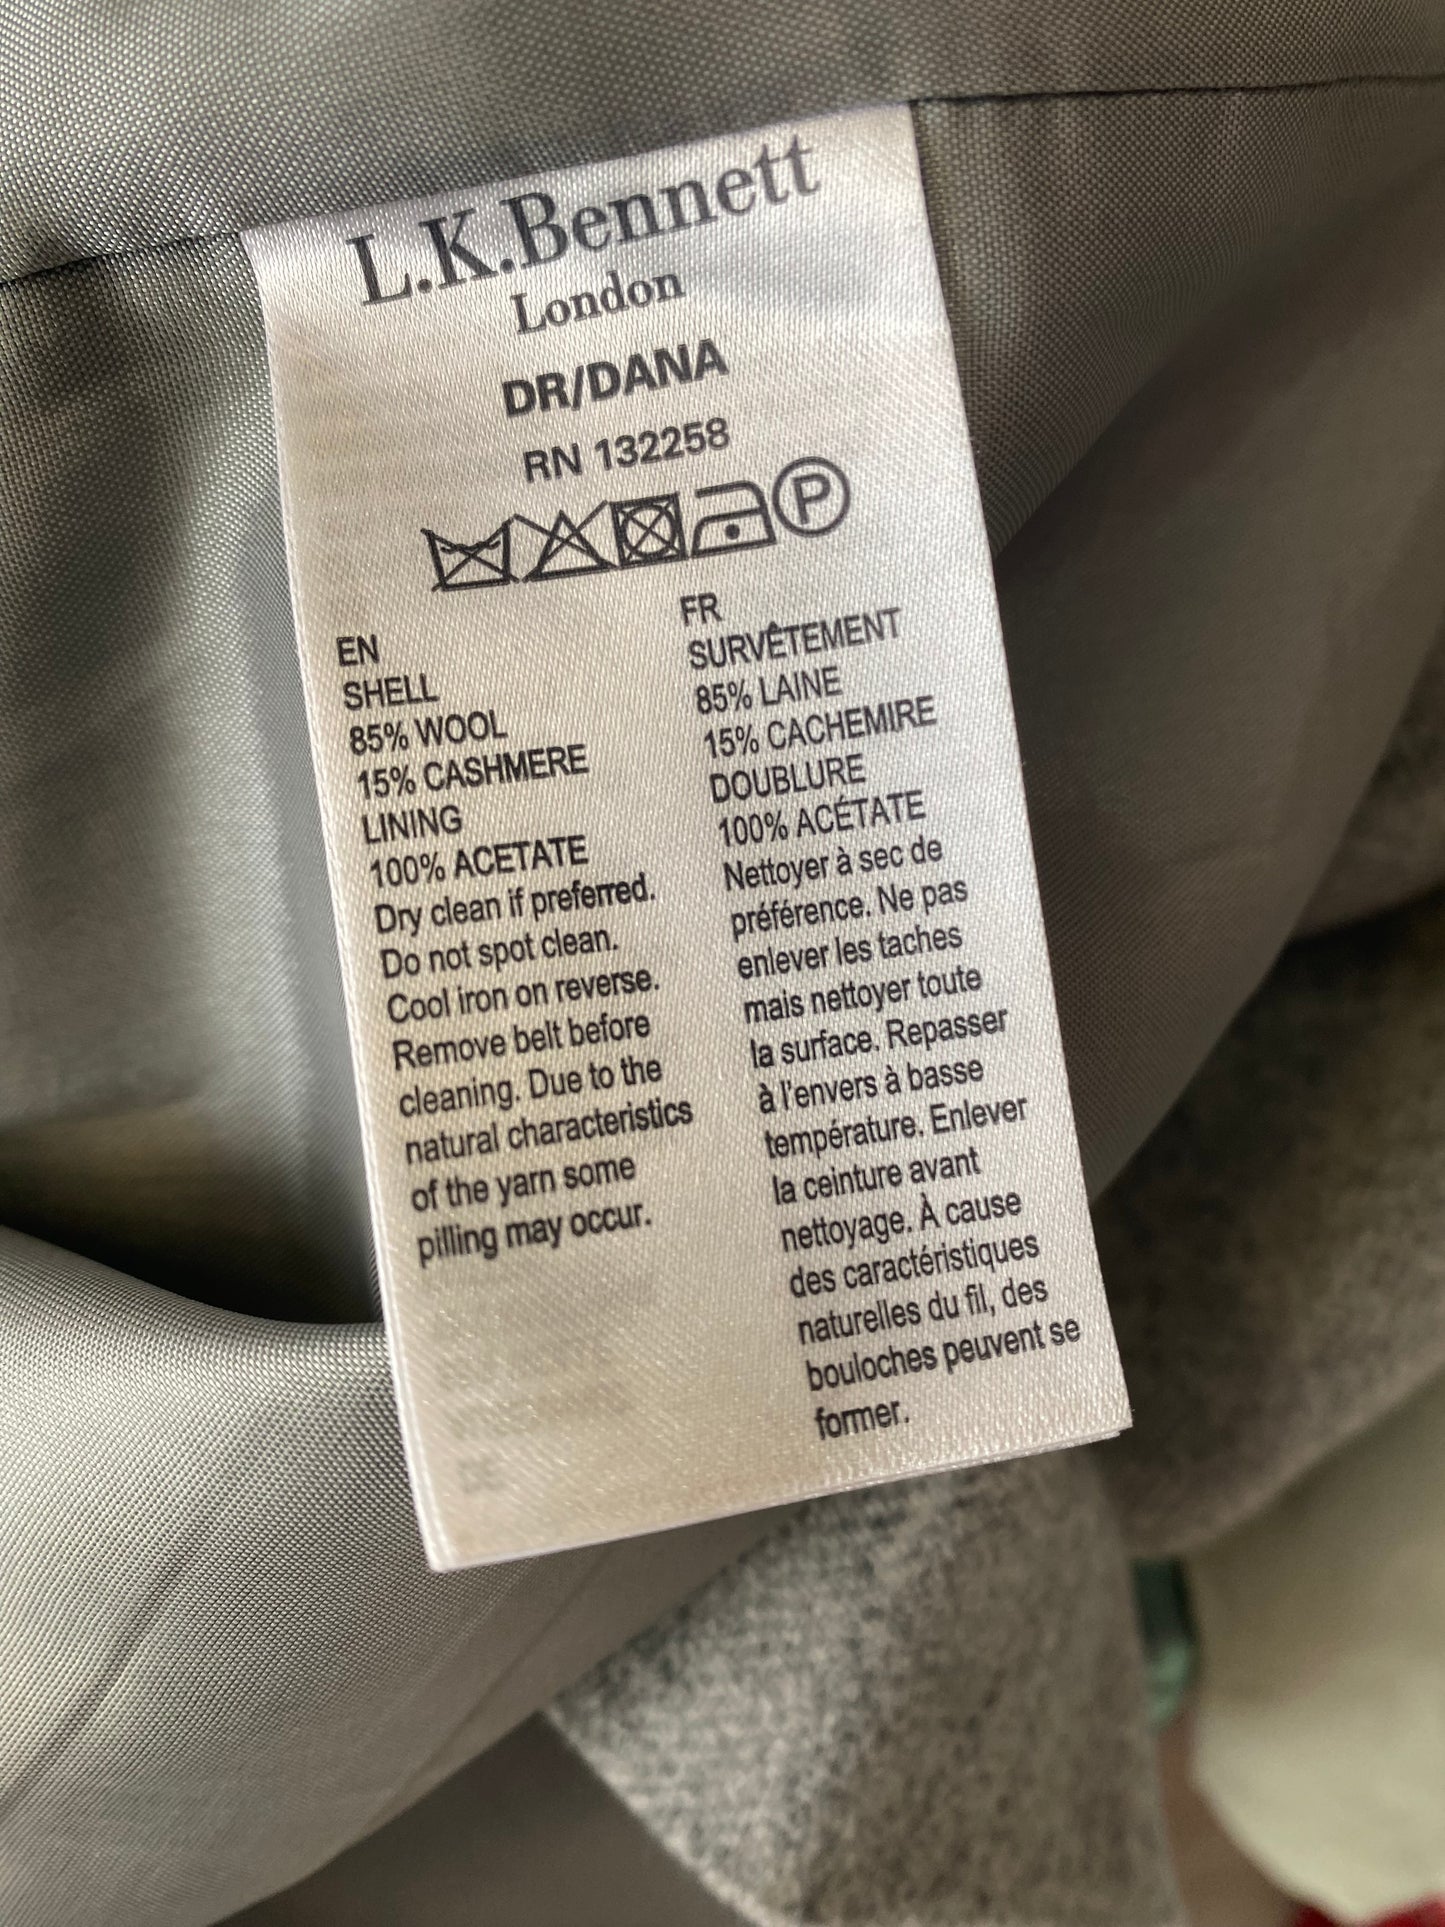 L.K.Bennett
London
DR/DANA
RN 132258
P
EN
SHELL
85% WOOL
15% CASHMERE
LINING
100% ACETATE
Dry clean if preferred.
Do not spot clean.
Cool iron on reverse.
Remove belt before
cleaning. Due to the
natural characteristics
of the yarn some
pilling may occur.
FR
SURVÊTEMENT
85% LAINE
15% CACHEMIRE
DOUBLURE
100% ACÉTATE
Nettoyer à sec de
préférence. Ne pas
enlever les taches
mais nettoyer toute
la surface. Repasser
à l'envers à basse
température. Enlever
la ceinture avant
nettoyage. À cause
des caractéristiques
naturelles du fil, des
bouloches peuvent se
former.